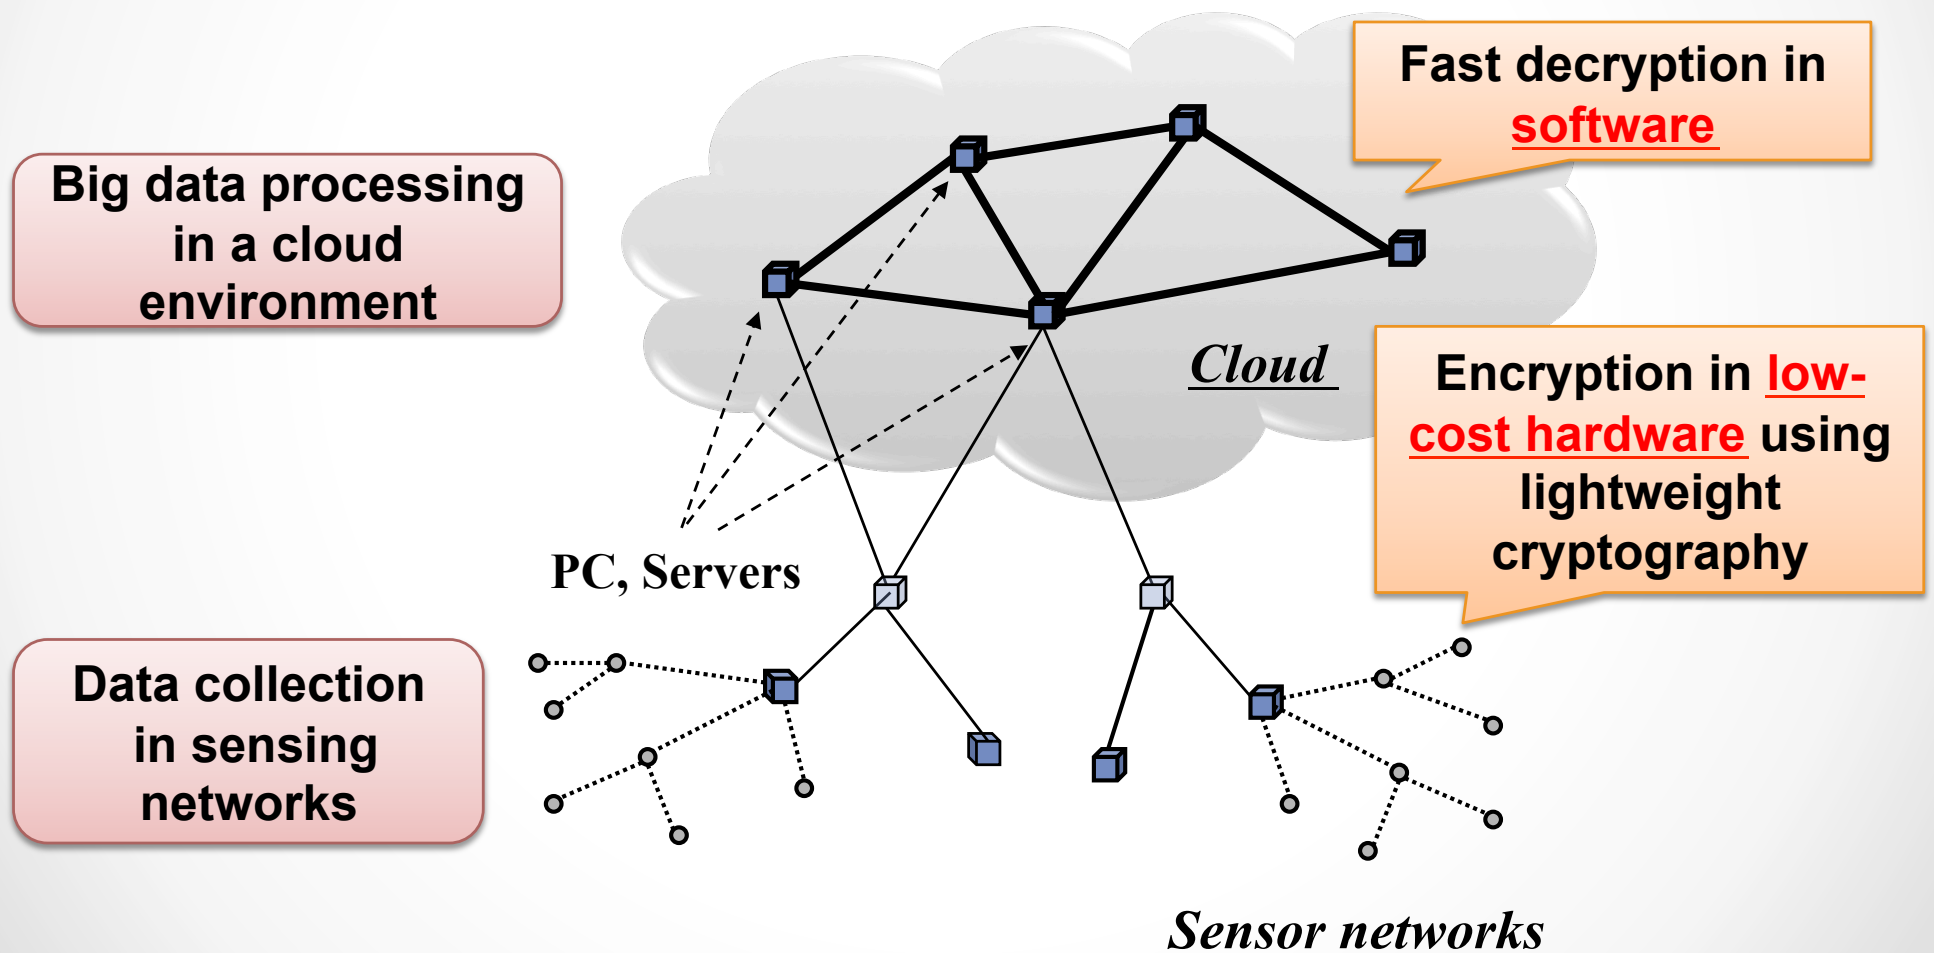 Fast decryption in
software
Big data processing
in a cloud
environment
Cloud
Encryption in low-
cost hardware using
lightweight
cryptography
PC, Servers
Data collection
in sensing
networks
Sensor networks